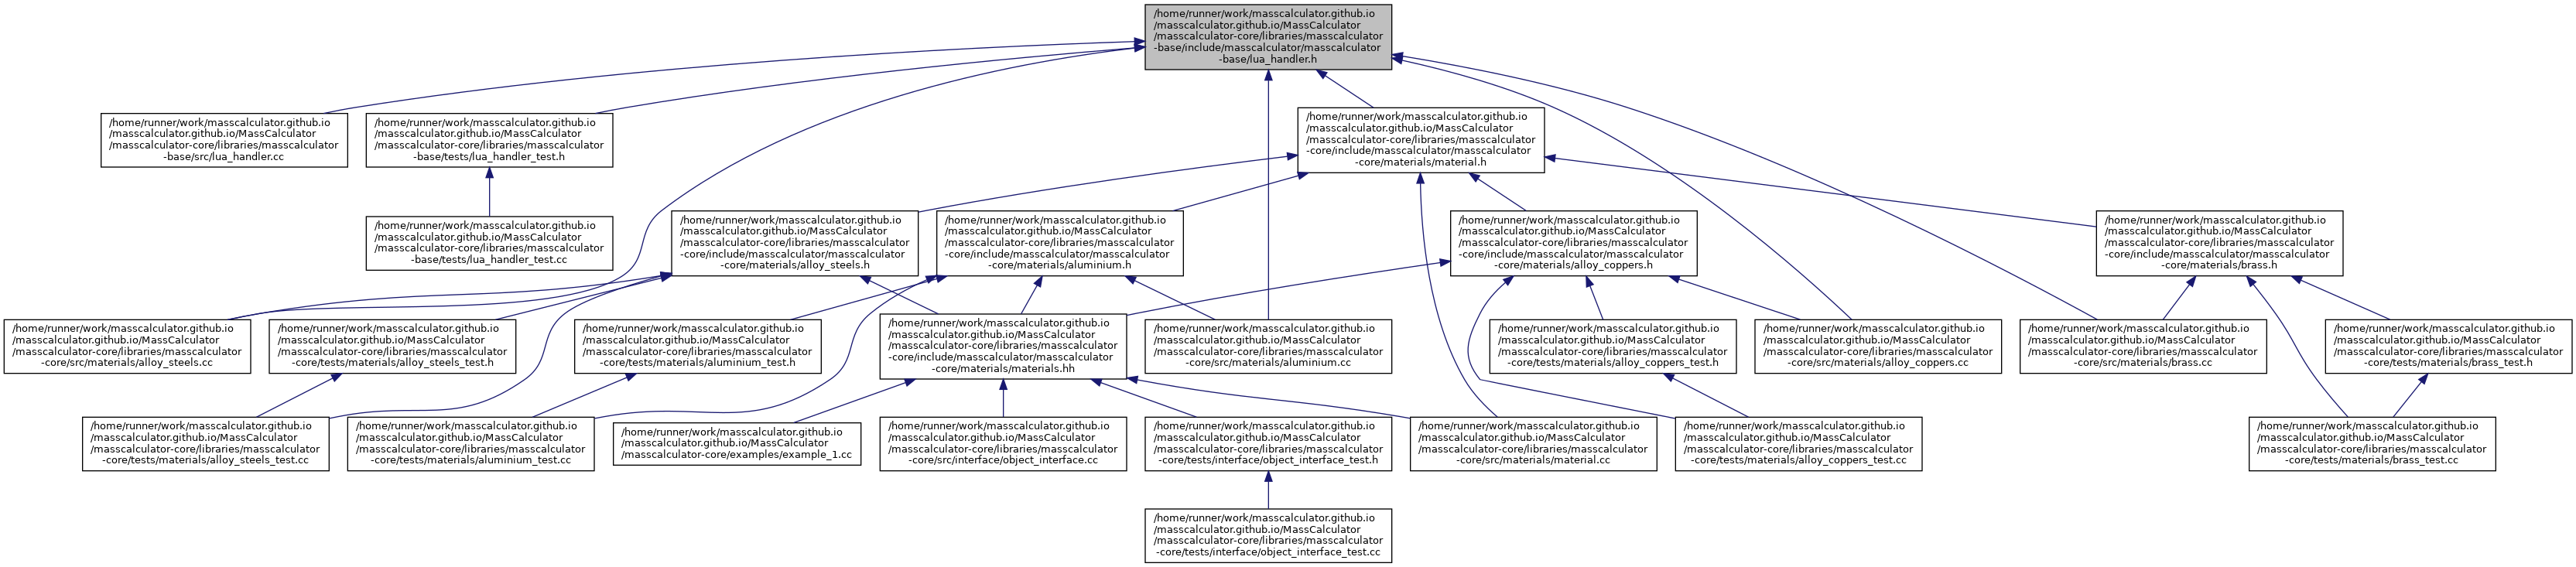 /home/runner/work/masscalculator.github.io
/masscalculator.github.io/MassCalculator
/masscalculator-core/libraries/masscalculator
-base/include/masscalculator/masscalculator
-base/lua_handler.h
/home/runner/work/masscalculator.github.io
/masscalculator.github.io/MassCalculator
/masscalculator-core/libraries/masscalculator
-base/src/lua_handler.cc
/home/runner/work/masscalculator.github.io
/masscalculator.github.io/MassCalculator
/masscalculator-core/libraries/masscalculator
-base/tests/lua_handler_test.h
/home/runner/work/masscalculator.github.io
/masscalculator.github.io/MassCalculator
/masscalculator-core/libraries/masscalculator
-core/include/masscalculator/masscalculator
-core/materials/material.h
/home/runner/work/masscalculator.github.io
/masscalculator.github.io/MassCalculator
/masscalculator-core/libraries/masscalculator
-base/tests/lua_handler_test.cc
/home/runner/work/masscalculator.github.io
/masscalculator.github.io/MassCalculator
/masscalculator-core/libraries/masscalculator
-core/include/masscalculator/masscalculator
-core/materials/alloy_steels.h
/home/runner/work/masscalculator.github.io
/masscalculator.github.io/MassCalculator
/masscalculator-core/libraries/masscalculator
-core/include/masscalculator/masscalculator
-core/materials/aluminium.h
/home/runner/work/masscalculator.github.io
/masscalculator.github.io/MassCalculator
/masscalculator-core/libraries/masscalculator
-core/include/masscalculator/masscalculator
-core/materials/alloy_coppers.h
/home/runner/work/masscalculator.github.io
/masscalculator.github.io/MassCalculator
/masscalculator-core/libraries/masscalculator
-core/include/masscalculator/masscalculator
-core/materials/brass.h
/home/runner/work/masscalculator.github.io
/masscalculator.github.io/MassCalculator
/masscalculator-core/libraries/masscalculator
-core/src/materials/alloy_steels.cc
/home/runner/work/masscalculator.github.io
/masscalculator.github.io/MassCalculator
/masscalculator-core/libraries/masscalculator
-core/tests/materials/alloy_steels_test.h
/home/runner/work/masscalculator.github.io
/masscalculator.github.io/MassCalculator
/masscalculator-core/libraries/masscalculator
-core/tests/materials/aluminium_test.h
/home/runner/work/masscalculator.github.io
/masscalculator.github.io/MassCalculator
/masscalculator-core/libraries/masscalculator
-core/include/masscalculator/masscalculator
-core/materials/materials.hh
/home/runner/work/masscalculator.github.io
/masscalculator.github.io/MassCalculator
/masscalculator-core/libraries/masscalculator
-core/src/materials/aluminium.cc
/home/runner/work/masscalculator.github.io
/masscalculator.github.io/MassCalculator
/masscalculator-core/libraries/masscalculator
-core/tests/materials/alloy_coppers_test.h
/home/runner/work/masscalculator.github.io
/masscalculator.github.io/MassCalculator
/masscalculator-core/libraries/masscalculator
-core/src/materials/alloy_coppers.cc
/home/runner/work/masscalculator.github.io
/masscalculator.github.io/MassCalculator
/masscalculator-core/libraries/masscalculator
-core/src/materials/brass.cc
/home/runner/work/masscalculator.github.io
/masscalculator.github.io/MassCalculator
/masscalculator-core/libraries/masscalculator
-core/tests/materials/brass_test.h
/home/runner/work/masscalculator.github.io
/masscalculator.github.io/MassCalculator
/masscalculator-core/libraries/masscalculator
-core/tests/materials/alloy_steels_test.cc
/home/runner/work/masscalculator.github.io
/masscalculator.github.io/MassCalculator
/masscalculator-core/libraries/masscalculator
-core/tests/materials/aluminium_test.cc
/home/runner/work/masscalculator.github.io
/masscalculator.github.io/MassCalculator
/masscalculator-core/examples/example_1.cc
/home/runner/work/masscalculator.github.io
/masscalculator.github.io/MassCalculator
/masscalculator-core/libraries/masscalculator
-core/src/interface/object_interface.cc
/home/runner/work/masscalculator.github.io
/masscalculator.github.io/MassCalculator
/masscalculator-core/libraries/masscalculator
-core/tests/interface/object_interface_test.h
/home/runner/work/masscalculator.github.io
/masscalculator.github.io/MassCalculator
/masscalculator-core/libraries/masscalculator
-core/src/materials/material.cc
/home/runner/work/masscalculator.github.io
/masscalculator.github.io/MassCalculator
/masscalculator-core/libraries/masscalculator
-core/tests/materials/alloy_coppers_test.cc
/home/runner/work/masscalculator.github.io
/masscalculator.github.io/MassCalculator
/masscalculator-core/libraries/masscalculator
-core/tests/materials/brass_test.cc
/home/runner/work/masscalculator.github.io
/masscalculator.github.io/MassCalculator
/masscalculator-core/libraries/masscalculator
-core/tests/interface/object_interface_test.cc